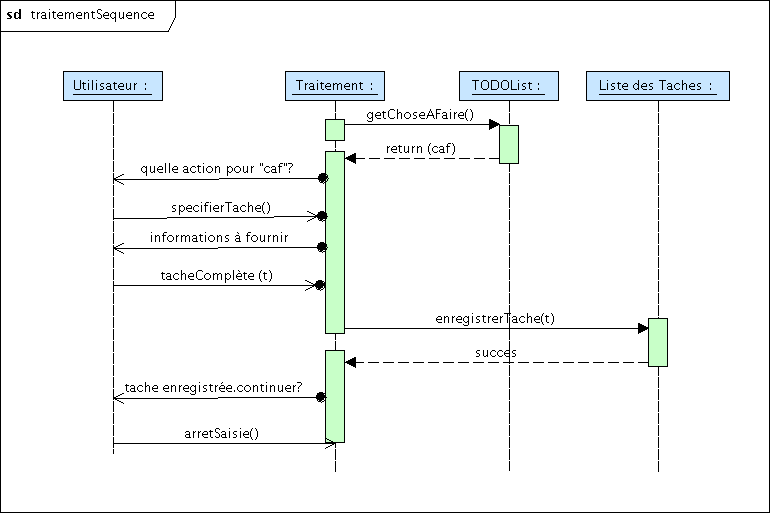 sd traitementSequence
Utilisateur :
Traitement :
TODOList :
Liste des Taches :
getChoseAFaire()
return (caf)
quelle action pour "caf"?
specifierTache()
informations à fournir
tacheComplète (t)
enregistrerTache(t)
succes
tache enregistrée.continuer?
arretSaisie()